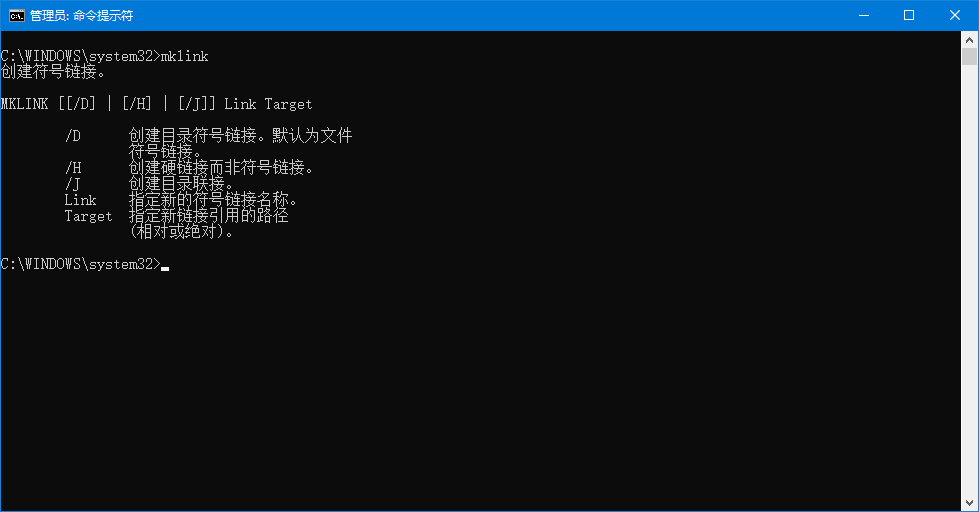 管理员: 命令提示符
C:\WINDOWS\system32>mklink
创建符号链接。
MKLINK [[/D] | [/H] | [/J]] Link Target
/D 创建目录符号链接。默认为文件
符号链接。
/H 创建硬链接而非符号链接。
/J 创建目录联接。
Link 指定新的符号链接名称。
Target 指定新链接引用的路径
(相对或绝对)。
C:\WINDOWS\system32>